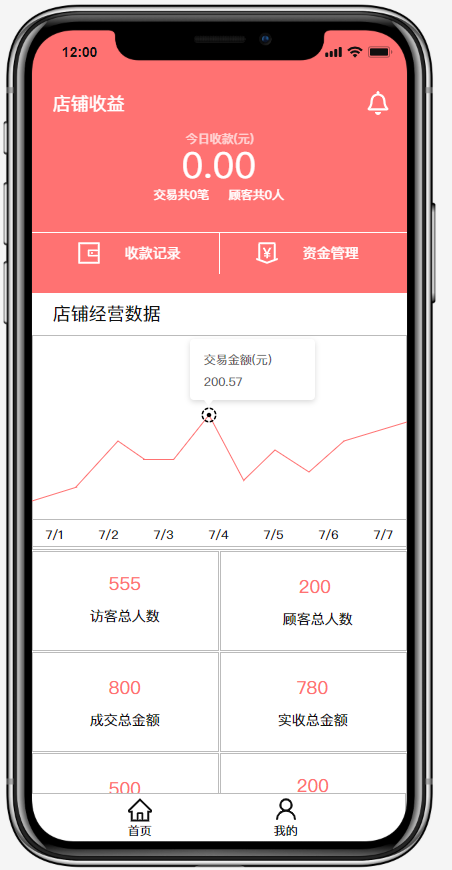 12:00
店铺收益
今日收款(元)
0.00
交易共0笔 顾客共0人
收款记录 资金管理
店铺经营数据
交易金额(元)
200.57
7/1 7/2 7/3 7/4 7/5 7/6 7/7
555 200
访客总人数 顾客总人数
800 780
成交总金额 实收总金额
500 200
首页 我的